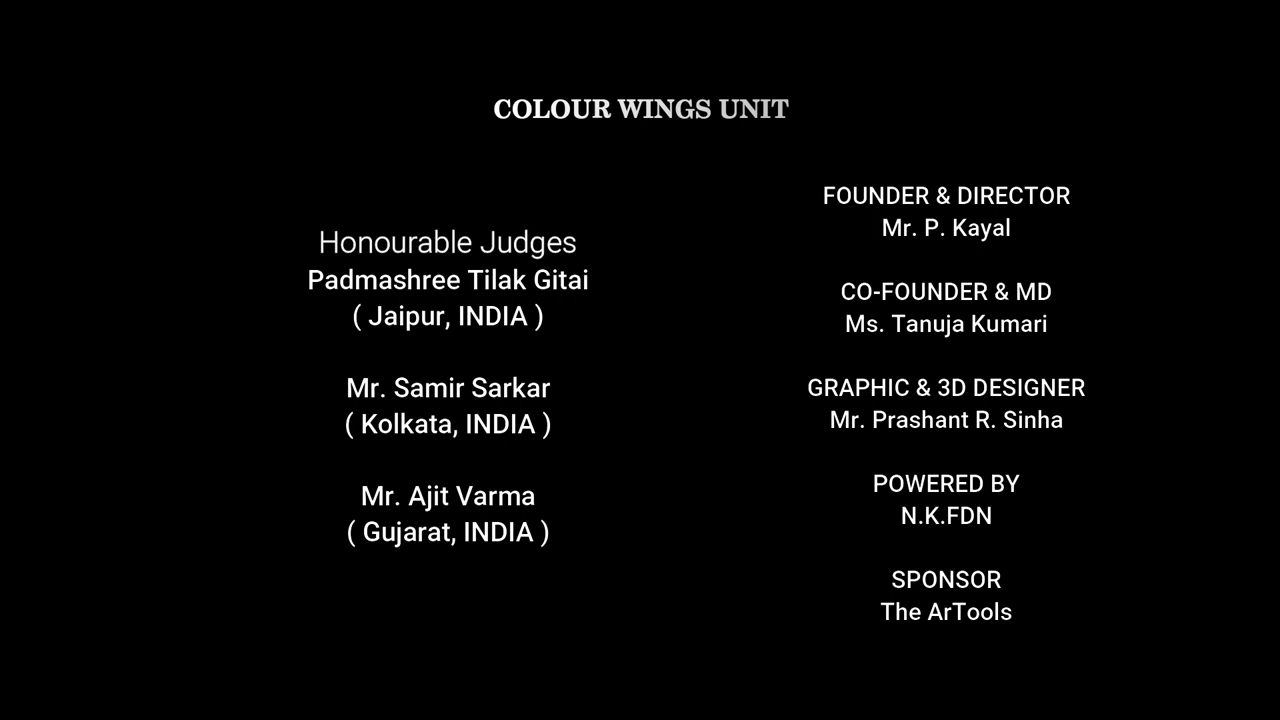 COLOUR WINGS UNIT
Honourable Judges
Padmashree Tilak Gitai
( Jaipur, INDIA )
Mr. Samir Sarkar
( Kolkata, INDIA )
Mr. Ajit Varma
( Gujarat, INDIA )
FOUNDER & DIRECTOR
Mr. P. Kayal
CO-FOUNDER & MD
Ms. Tanuja Kumari
GRAPHIC & 3D DESIGNER
Mr. Prashant R. Sinha
POWERED BY
N.K.FDN
SPONSOR
The ArTools